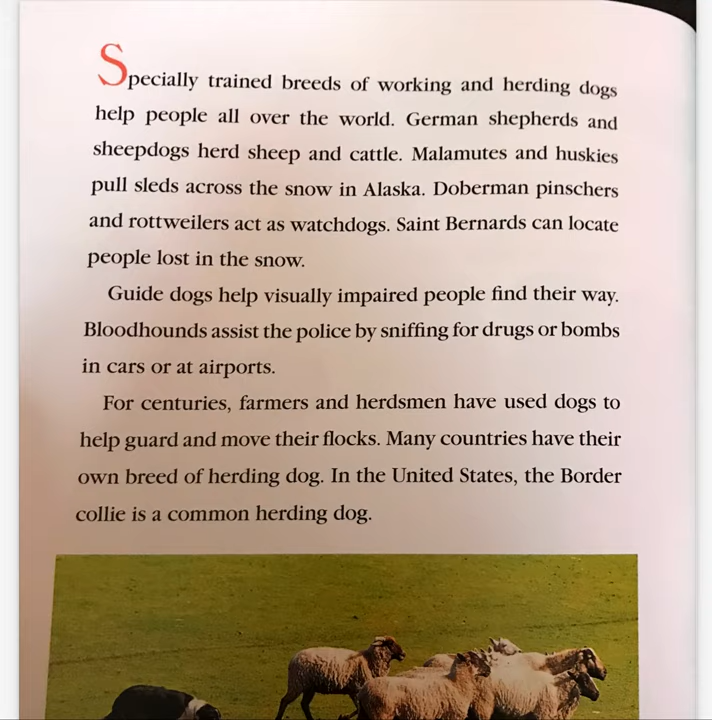 Specially trained breeds of working and herding dogs
help people all over the world. German shepherds and
sheepdogs herd sheep and cattle. Malamutes and huskies
pull sleds across the snow in Alaska. Doberman pinschers
and rottweilers act as watchdogs. Saint Bernards can locate
people lost in the snow.
Guide dogs help visually impaired people find their way.
Bloodhounds assist the police by sniffing for drugs or bombs
in cars or at airports.
For centuries, farmers and herdsmen have used dogs to
help guard and move their flocks. Many countries have their
own breed of herding dog. In the United States, the Border
collie is a common herding dog.